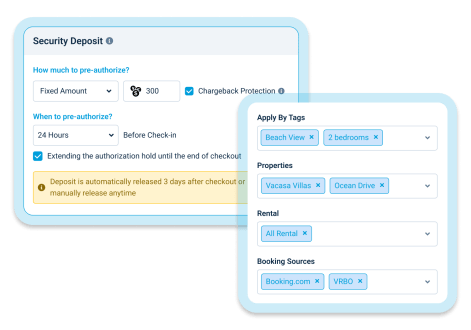 Security Deposit
How much to pre-authorize?
Fixed Amount
300
Chargeback Protection
When to pre-authorize?
24 Hours
Before Check-in
Extending the authorization hold until the end of checkout
Deposit is automatically released 3 days after checkout or
manually release anytime
Apply By Tags
Beach View × 2 bedrooms ×
Properties
Vacasa Villas × Ocean Drive ×
Rental
All Rental ×
Booking Sources
Booking.com × VRBO ×